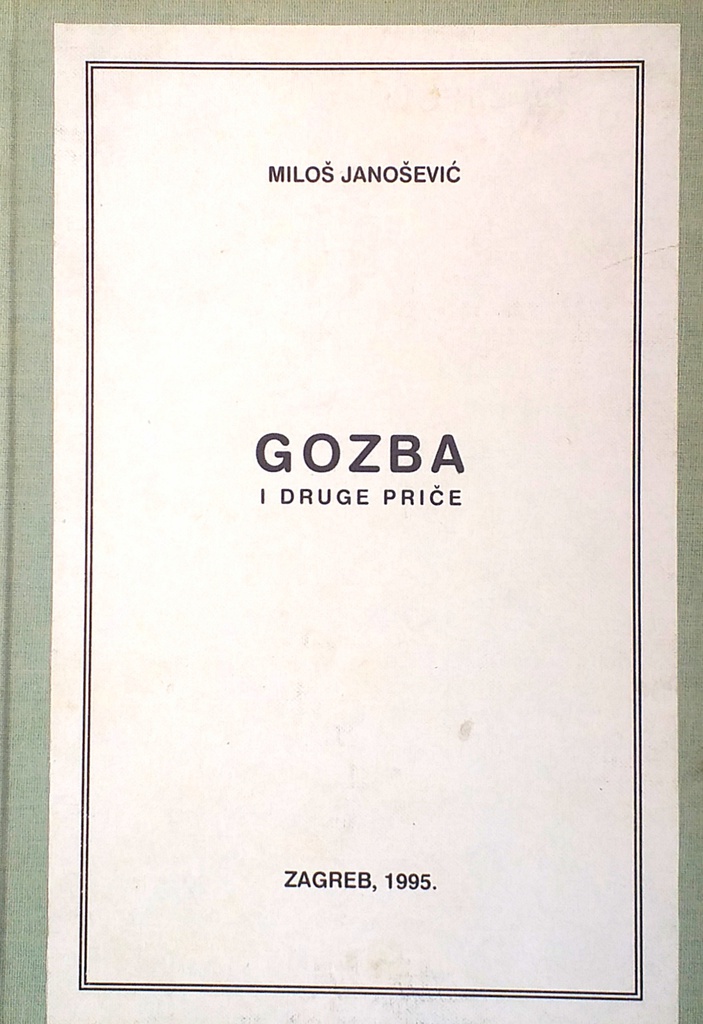 MILOŠ JANOŠEVIĆ
GOZBA
I DRUGE PRIČE
ZAGREB, 1995.